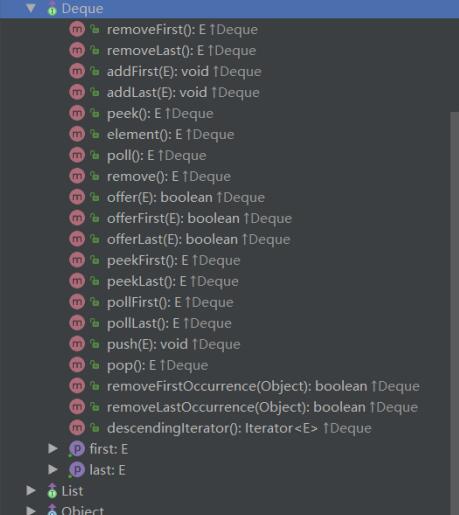 Deque
removeFirst(): E ↑Deque
removeLast(): E ↑Deque
addFirst(E): void ↑Deque
addLast(E): void ↑Deque
peek(): E ↑Deque
element(): E ↑Deque
poll(): E ↑Deque
remove(): E ↑Deque
offer(E): boolean ↑Deque
offerFirst(E): boolean ↑Deque
offerLast(E): boolean ↑Deque
peekFirst(): E ↑Deque
peekLast(): E ↑Deque
pollFirst(): E ↑Deque
pollLast(): E ↑Deque
push(E): void ↑Deque
pop(): E ↑Deque
removeFirstOccurrence(Object): boolean ↑Deque
removeLastOccurrence(Object): boolean ↑Deque
descendingIterator(): Iterator<E> ↑Deque
first: E
last: E
List
Object